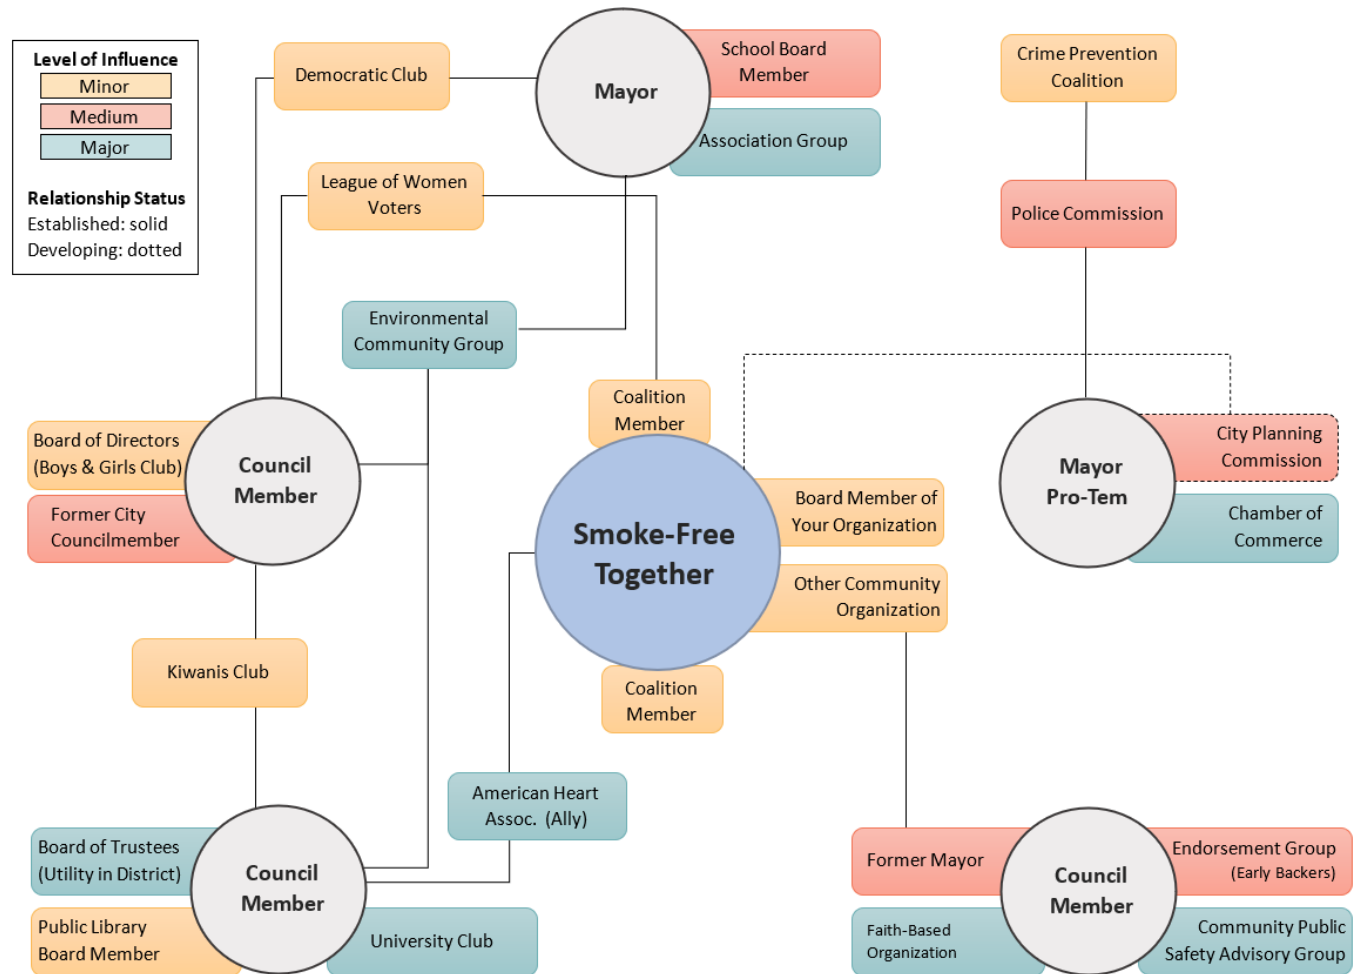 Level of Influence
Minor
Medium
Major
Relationship Status
Established: solid
Developing: dotted
Democratic Club
Mayor
School Board
Member
Association Group
Crime Prevention
Coalition
League of Women
Voters
Police Commission
Environmental
Community Group
Coalition
Member
Board of Directors
(Boys & Girls Club)
Former City
Councilmember
Council
Member
Smoke-Free
Together
Board Member of
Your Organization
Other Community
Organization
Mayor
Pro-Tem
City Planning
Commission
Chamber of
Commerce
Kiwanis Club
Coalition
Member
American Heart
Assoc. (Ally)
Board of Trustees
(Utility in District)
Public Library
Board Member
Council
Member
University Club
Former Mayor
Faith-Based
Organization
Council
Member
Endorsement Group
(Early Backers)
Community Public
Safety Advisory Group